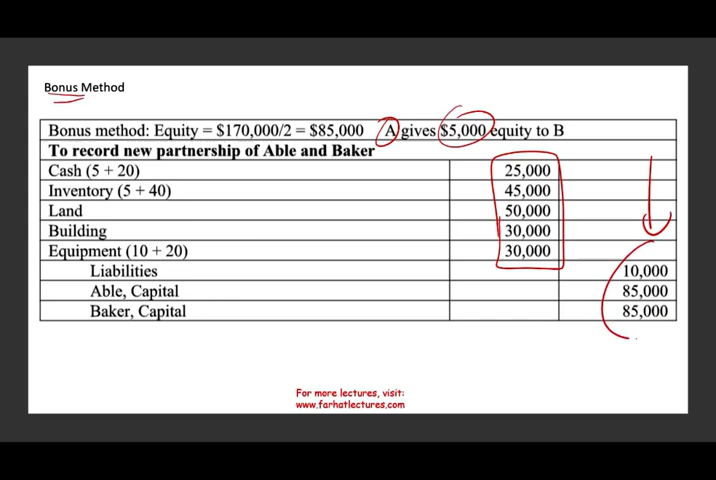 Bonus Method
Bonus method: Equity = $170,000/2 = $85,000 A gives $5,000 equity to B
To record new partnership of Able and Baker
Cash (5 + 20) 25,000
Inventory (5 + 40) 45,000
Land 50,000
Building 30,000
Equipment (10 + 20) 30,000
Liabilities 10,000
Able, Capital 85,000
Baker, Capital 85,000
For more lectures, visit:
www.farhatlectures.com